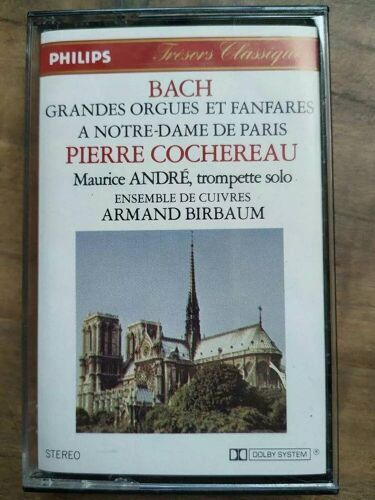 PHILIPS
Trésors Classiques
BACH
GRANDES ORGUES ET FANFARES
A NOTRE-DAME DE PARIS
PIERRE COCHEREAU
Maurice ANDRÉ, trompette solo
ENSEMBLE DE CUIVRES
ARMAND BIRBAUM
STEREO
DOLBY SYSTEM ®